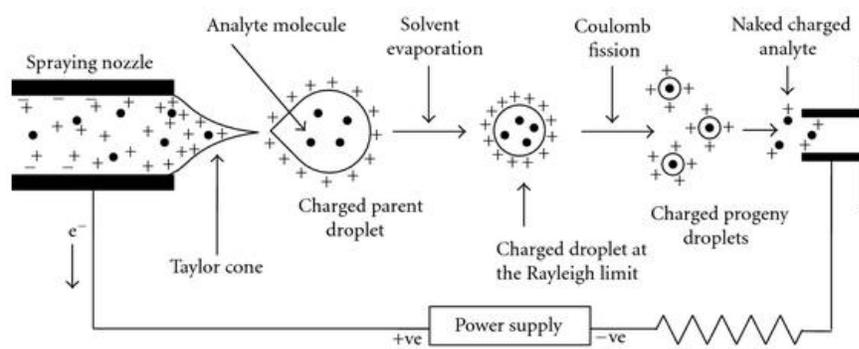 Analyte molecule
Solvent
evaporation
Coulomb
fission
Naked charged
analyte
Spraying nozzle
Charged parent
droplet
Charged progeny
droplets
Charged droplet at
the Rayleigh limit
Taylor cone
e⁻
+ve
Power supply
−ve